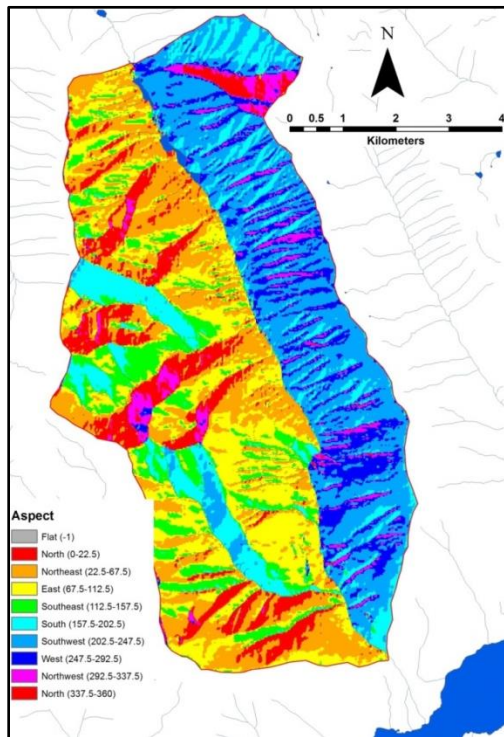 N
0 0.5 1 2 3 4
Kilometers
Aspect
Flat (-1)
North (0-22.5)
Northeast (22.5-67.5)
East (67.5-112.5)
Southeast (112.5-157.5)
South (157.5-202.5)
Southwest (202.5-247.5)
West (247.5-292.5)
Northwest (292.5-337.5)
North (337.5-360)